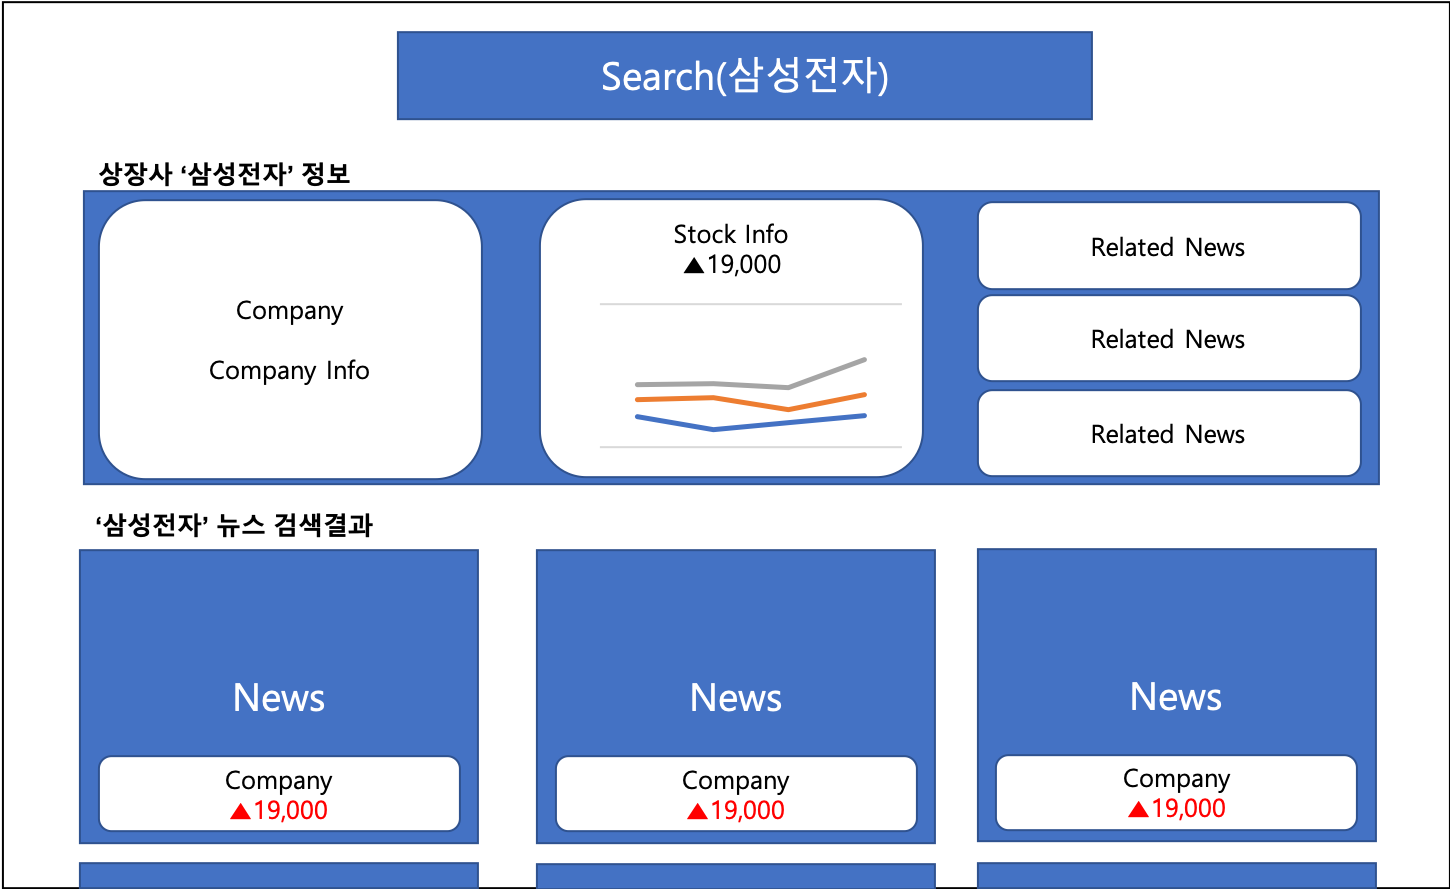 Search(삼성전자)
상장사 ‘삼성전자’ 정보
Company
Company Info
Stock Info
▲19,000
Related News
Related News
Related News
‘삼성전자’ 뉴스 검색결과
News
Company
▲19,000
News
Company
▲19,000
News
Company
▲19,000